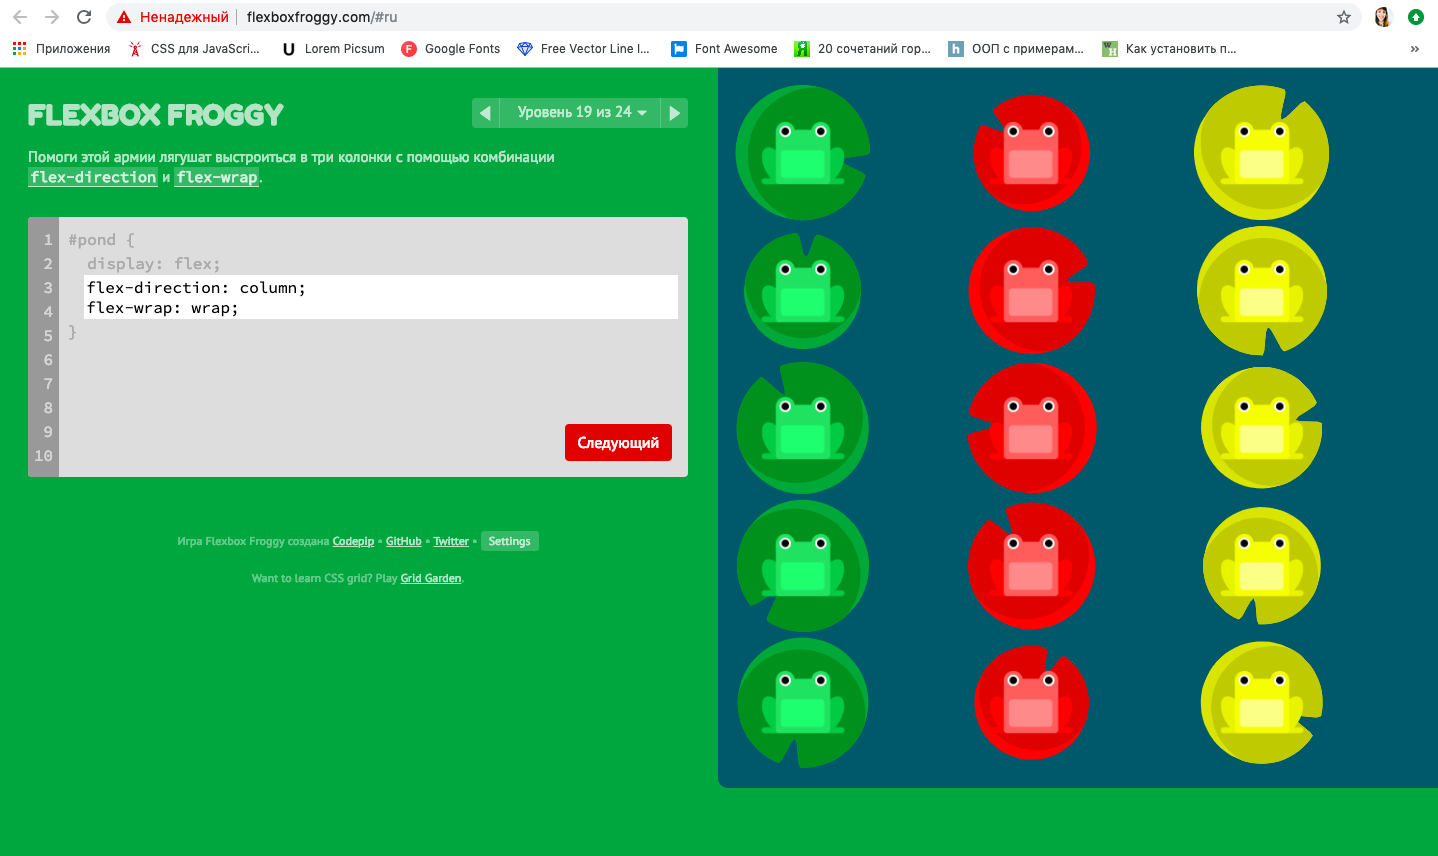 Ненадежный flexboxfroggy.com/#ru
Приложения CSS для JavaScri... Lorem Picsum Google Fonts Free Vector Line I... Font Awesome 20 сочетаний гор... ООП с примерам... Как установить п... »
FLEXBOX FROGGY
Уровень 19 из 24
Помоги этой армии лягушат выстроиться в три колонки с помощью комбинации
flex-direction и flex-wrap.
1 #pond {
2 display: flex;
3 flex-direction: column;
4 flex-wrap: wrap;
5 }
6
7
8
9
10
Следующий
Игра Flexbox Froggy создана Codepip • GitHub • Twitter • Settings
Want to learn CSS grid? Play Grid Garden.